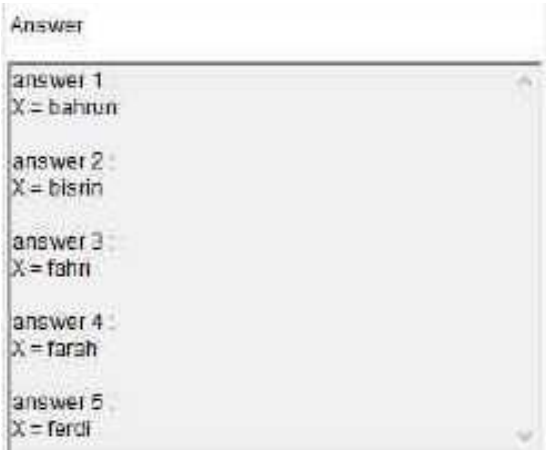 Answer
answer 1
X = bahrun
answer 2 :
X = bisrin
answer 3 :
X = fahri
answer 4 :
X = farah
answer 5 :
X = ferdi